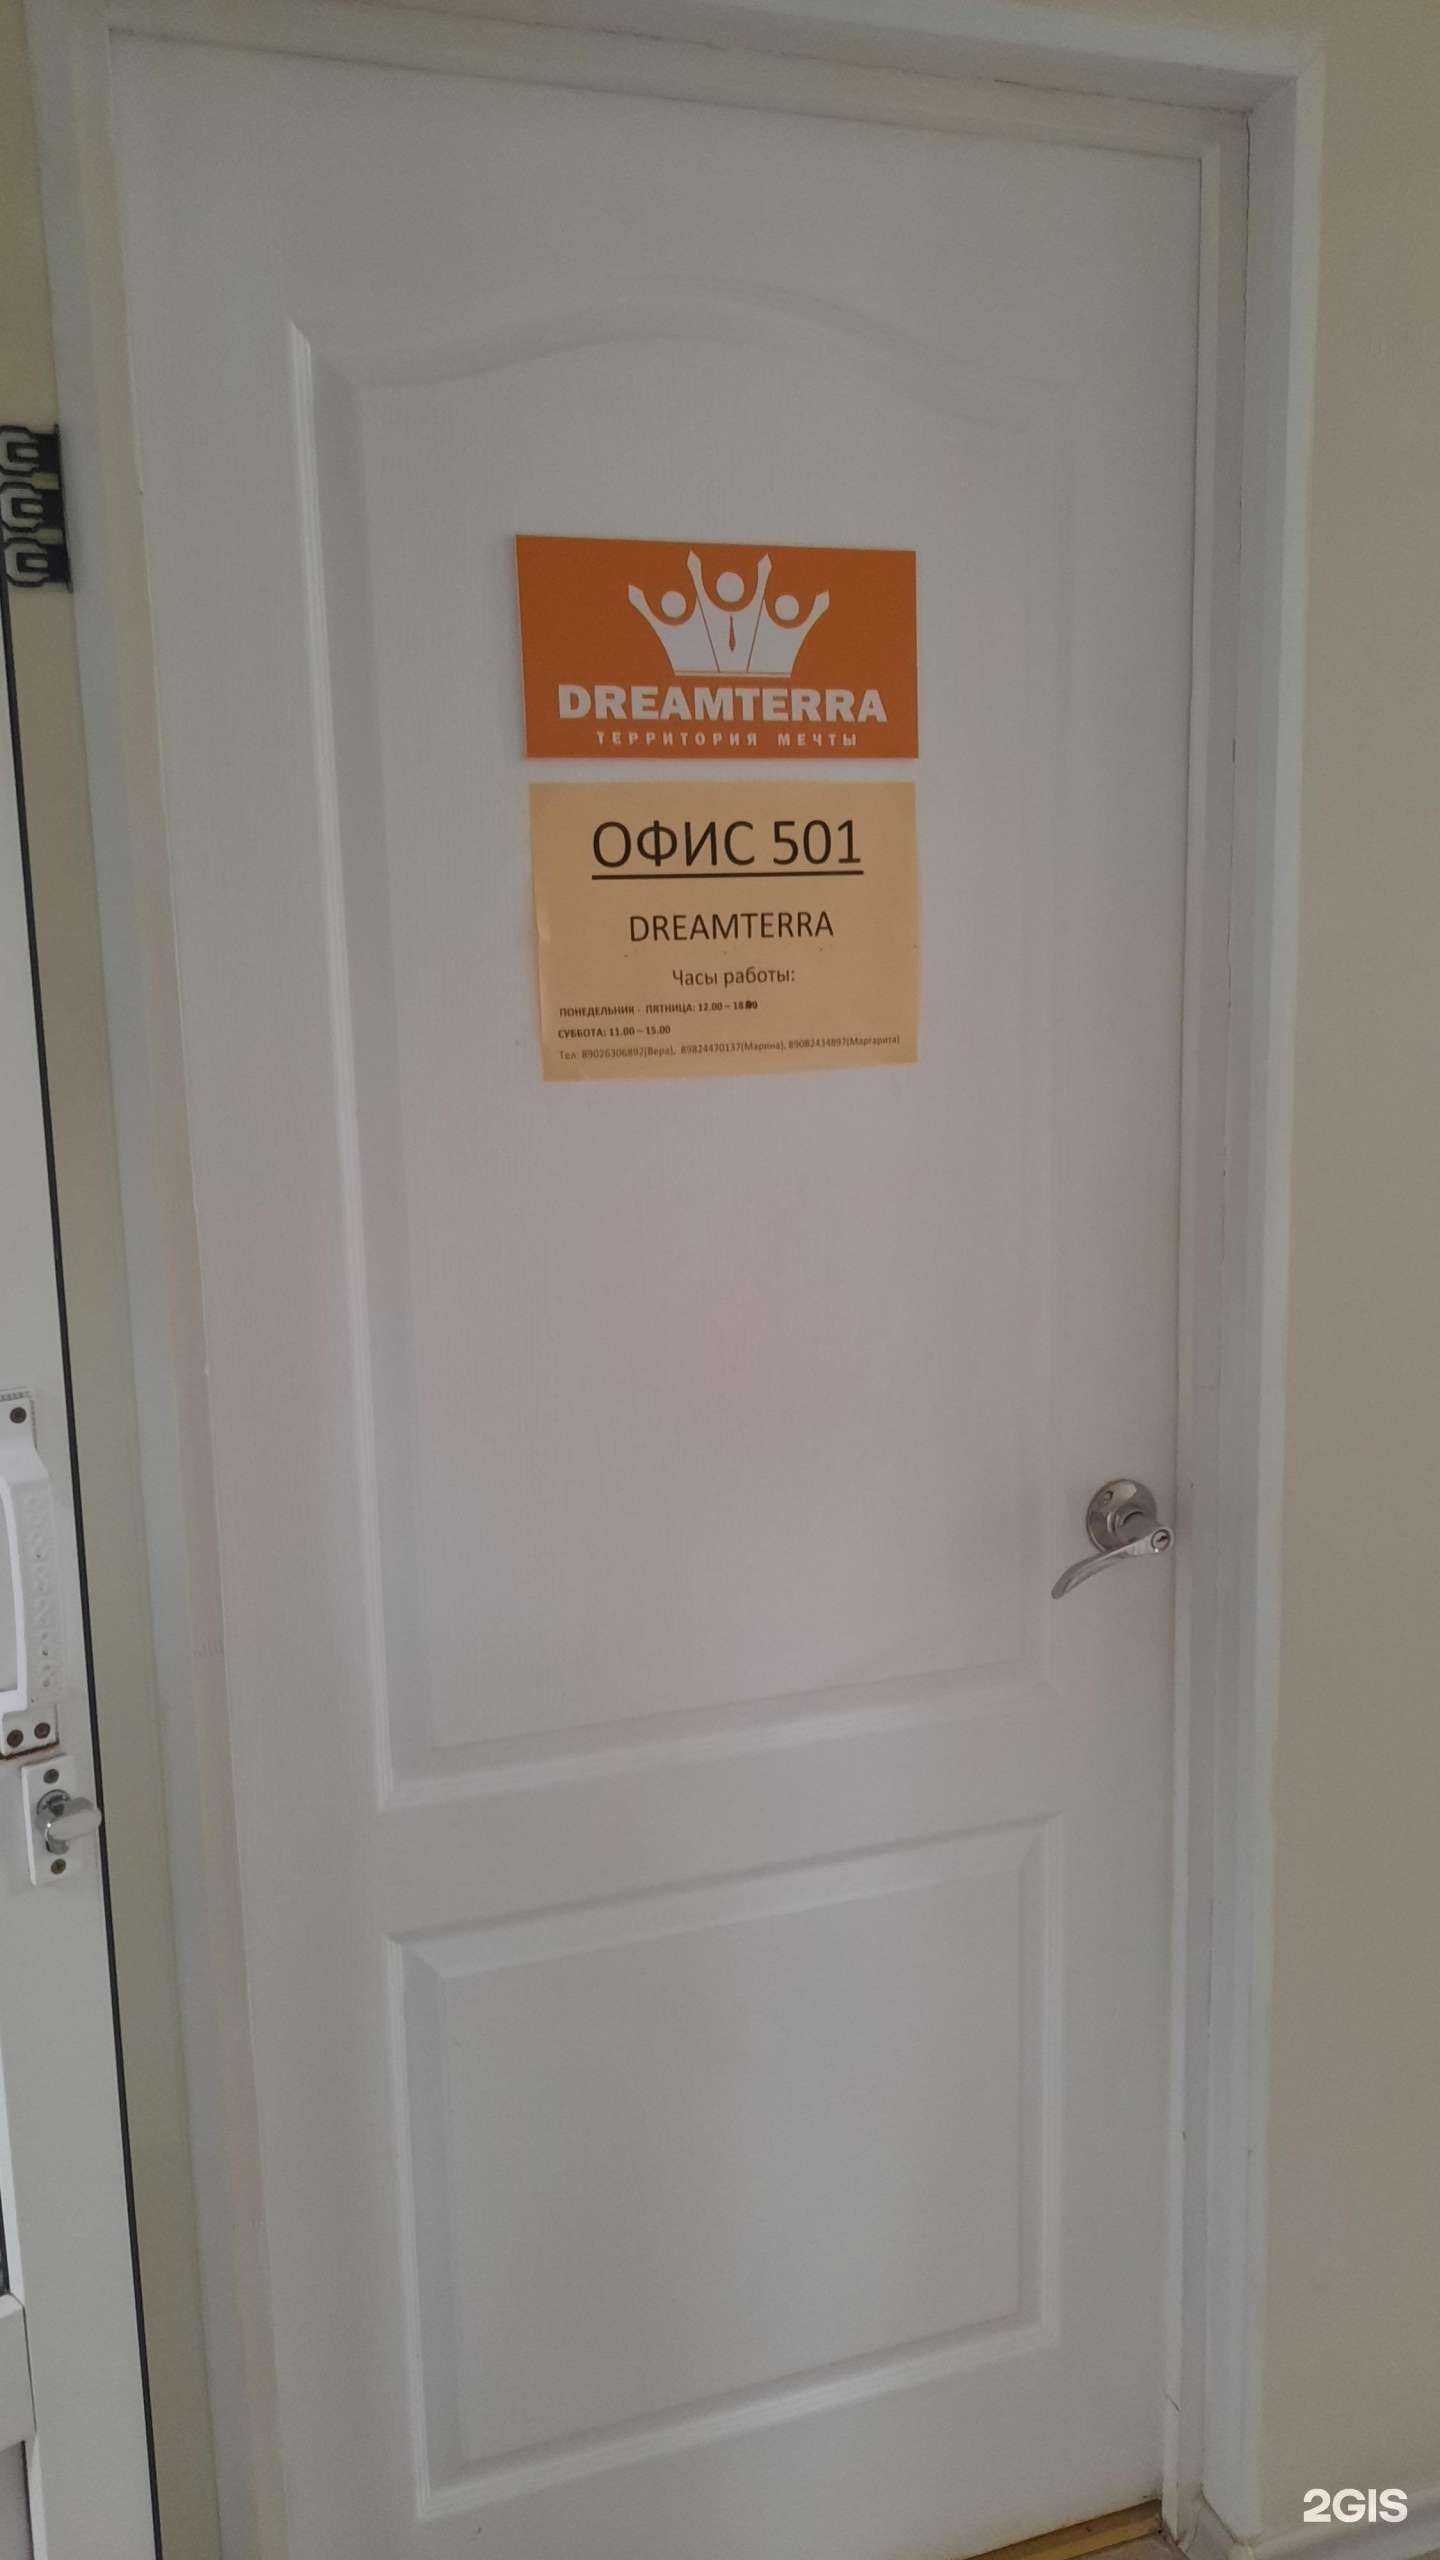 DREAMTERRA
ТЕРРИТОРИЯ МЕЧТЫ
ОФИС 501
DREAMTERRA
Часы работы:
ПОНЕДЕЛЬНИК - ПЯТНИЦА: 12.00 – 18.00
СУББОТА: 11.00 – 15.00
Тел: 89026306892(Вера), 89824470137(Марина), 89082434897(Маргарита)
2GIS